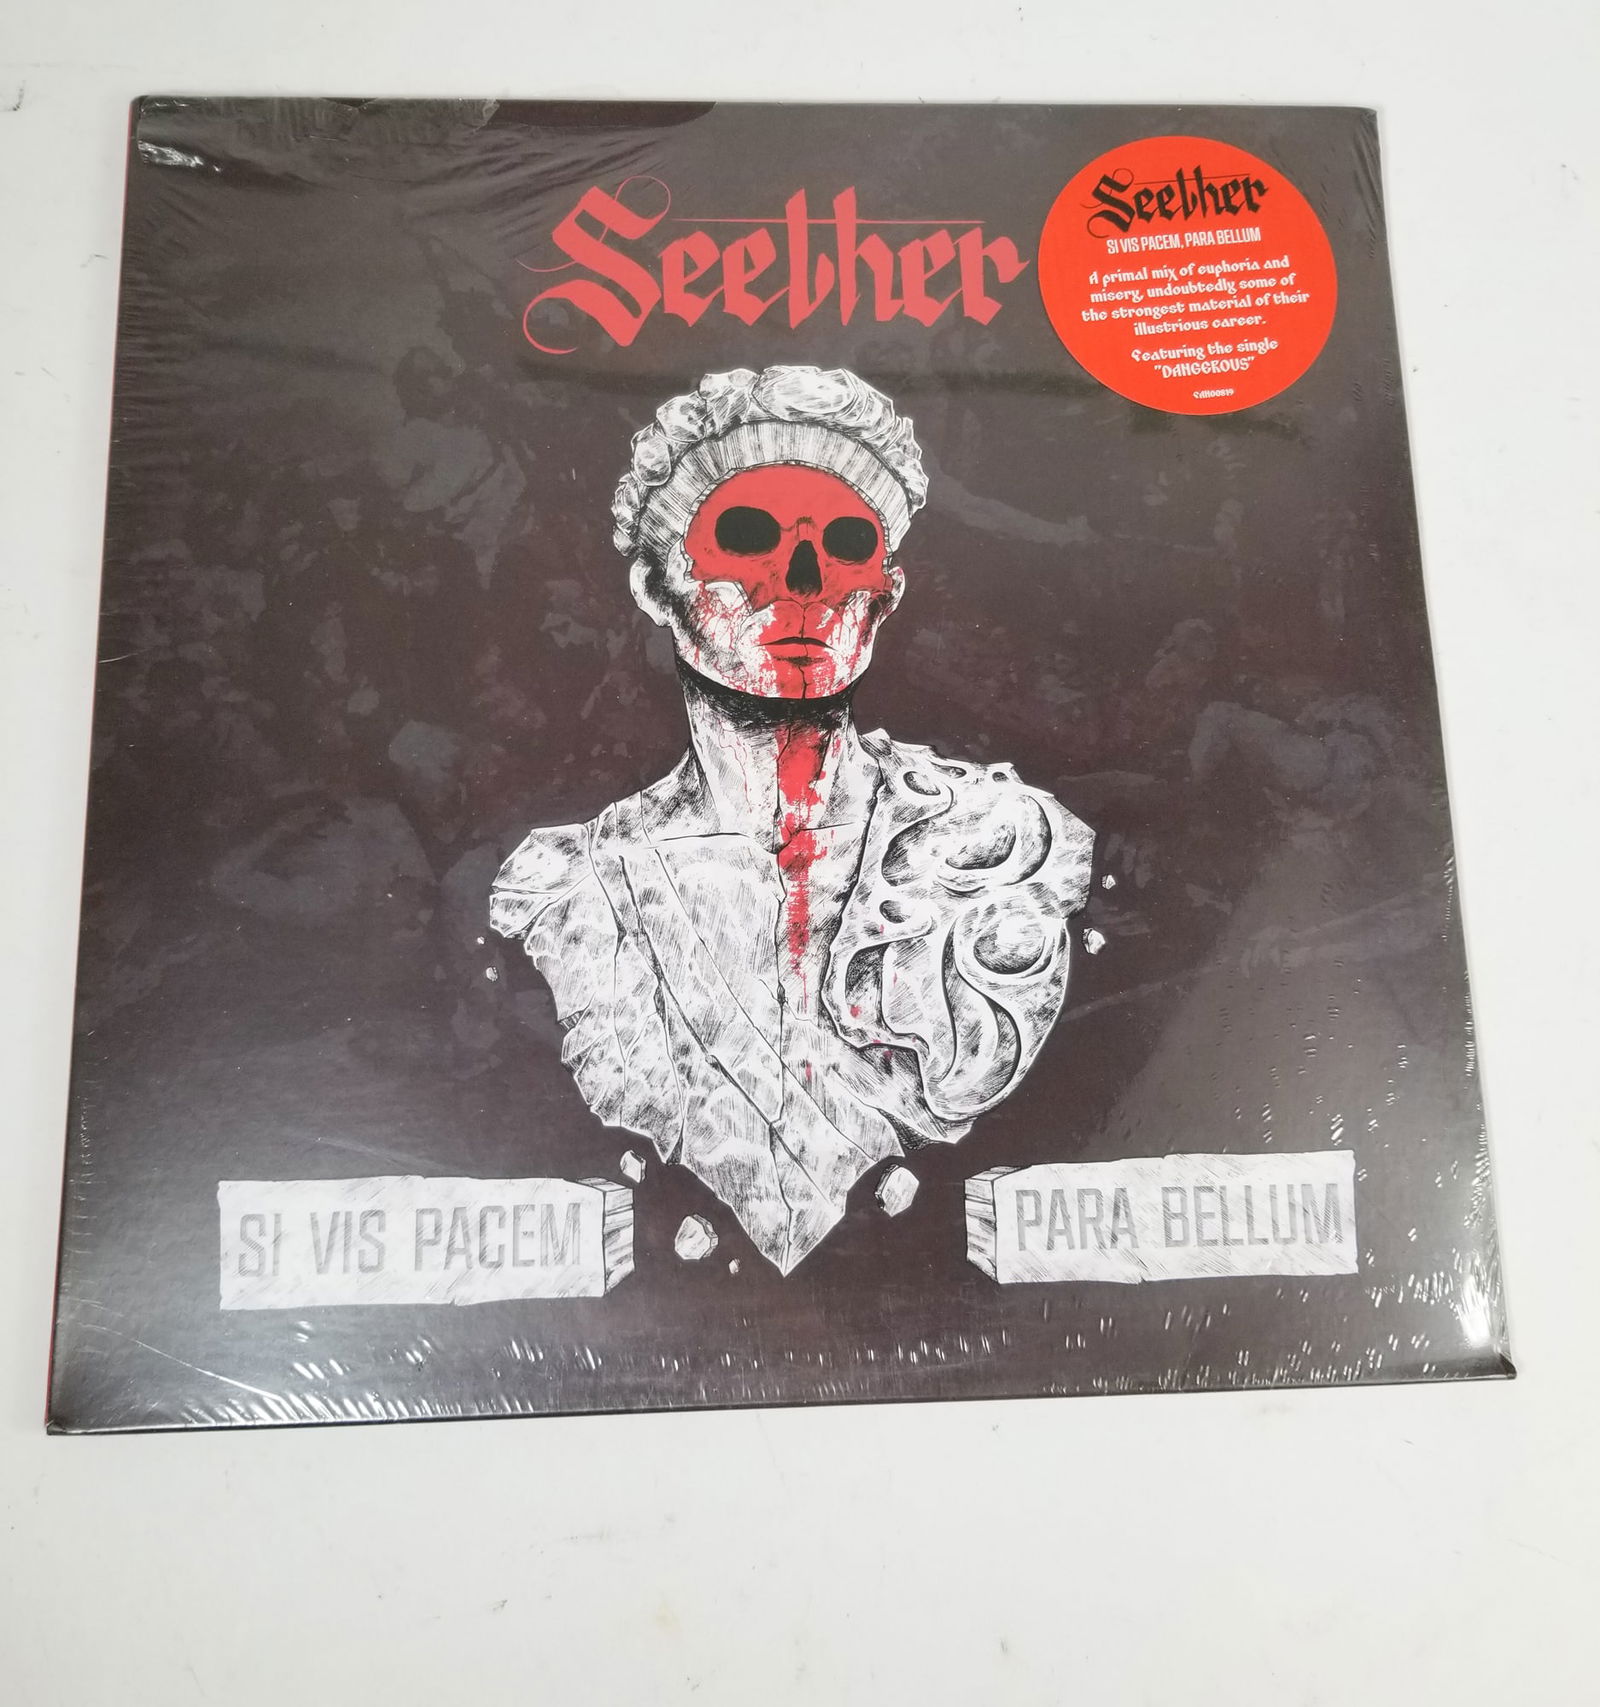 Seether
Seether
SI VIS PACEM, PARA BELLUM
A primal mix of euphoria and
misery, undoubtedly some of
the strongest material of their
illustrious career.
Featuring the single
"DANGEROUS"
FAH00819
SI VIS PACEM
PARA BELLUM